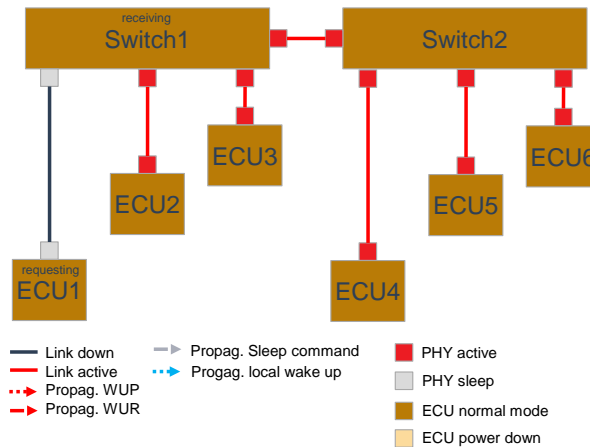 receiving
Switch1
Switch2
ECU3
ECU6
ECU2
ECU5
requesting
ECU1
ECU4
Link down
Link active
Propag. WUP
Propag. WUR
Propag. Sleep command
Progag. local wake up
PHY active
PHY sleep
ECU normal mode
ECU power down